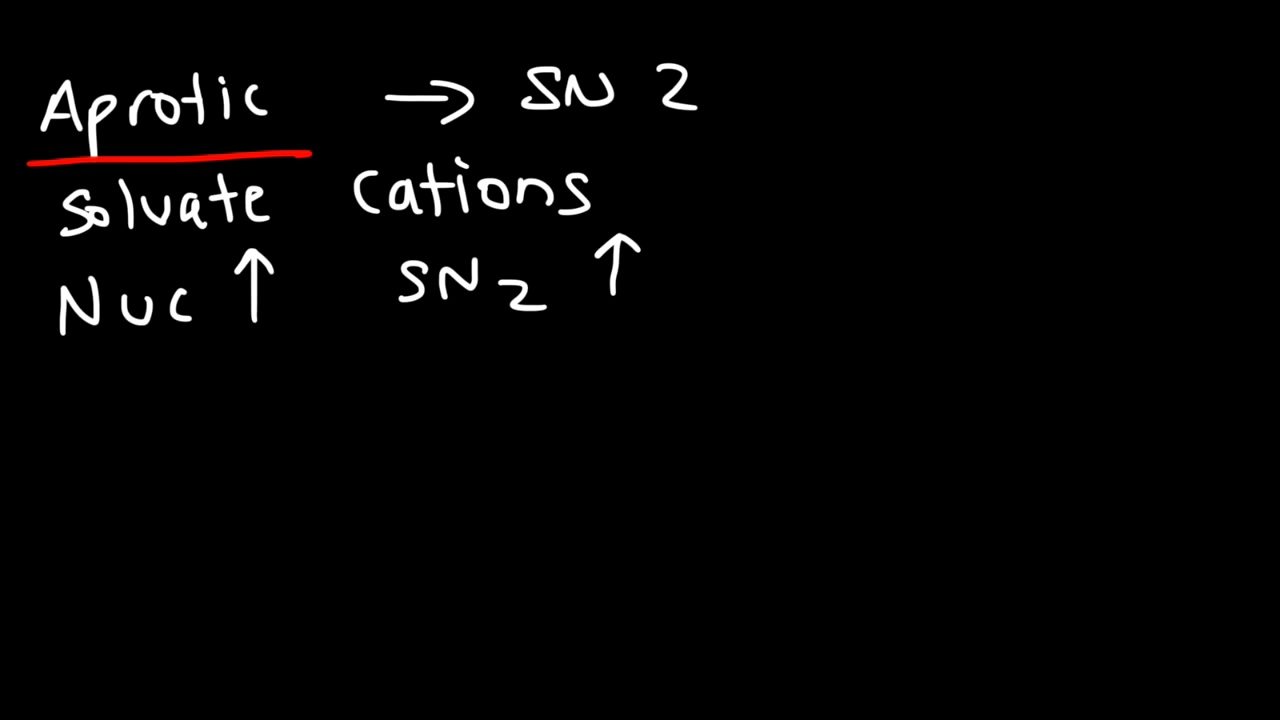 Aprotic → SN 2
solvate cations
Nuc ↑ SN2 ↑